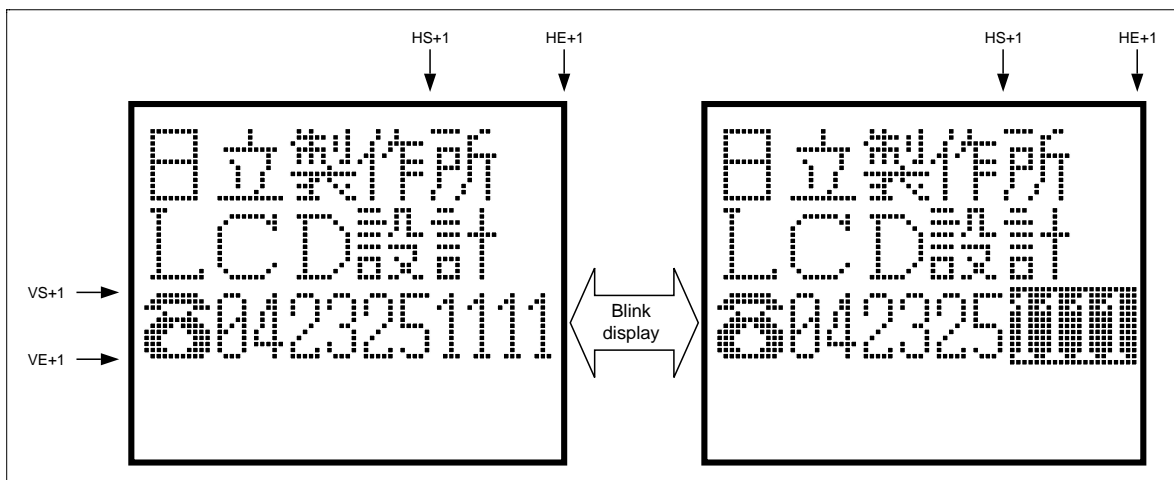 HS+1 HE+1 HS+1 HE+1
日立製作所 日立製作所
LCD設計 LCD設計
VS+1
☎0423251111 Blink display ☎0423251111
VE+1